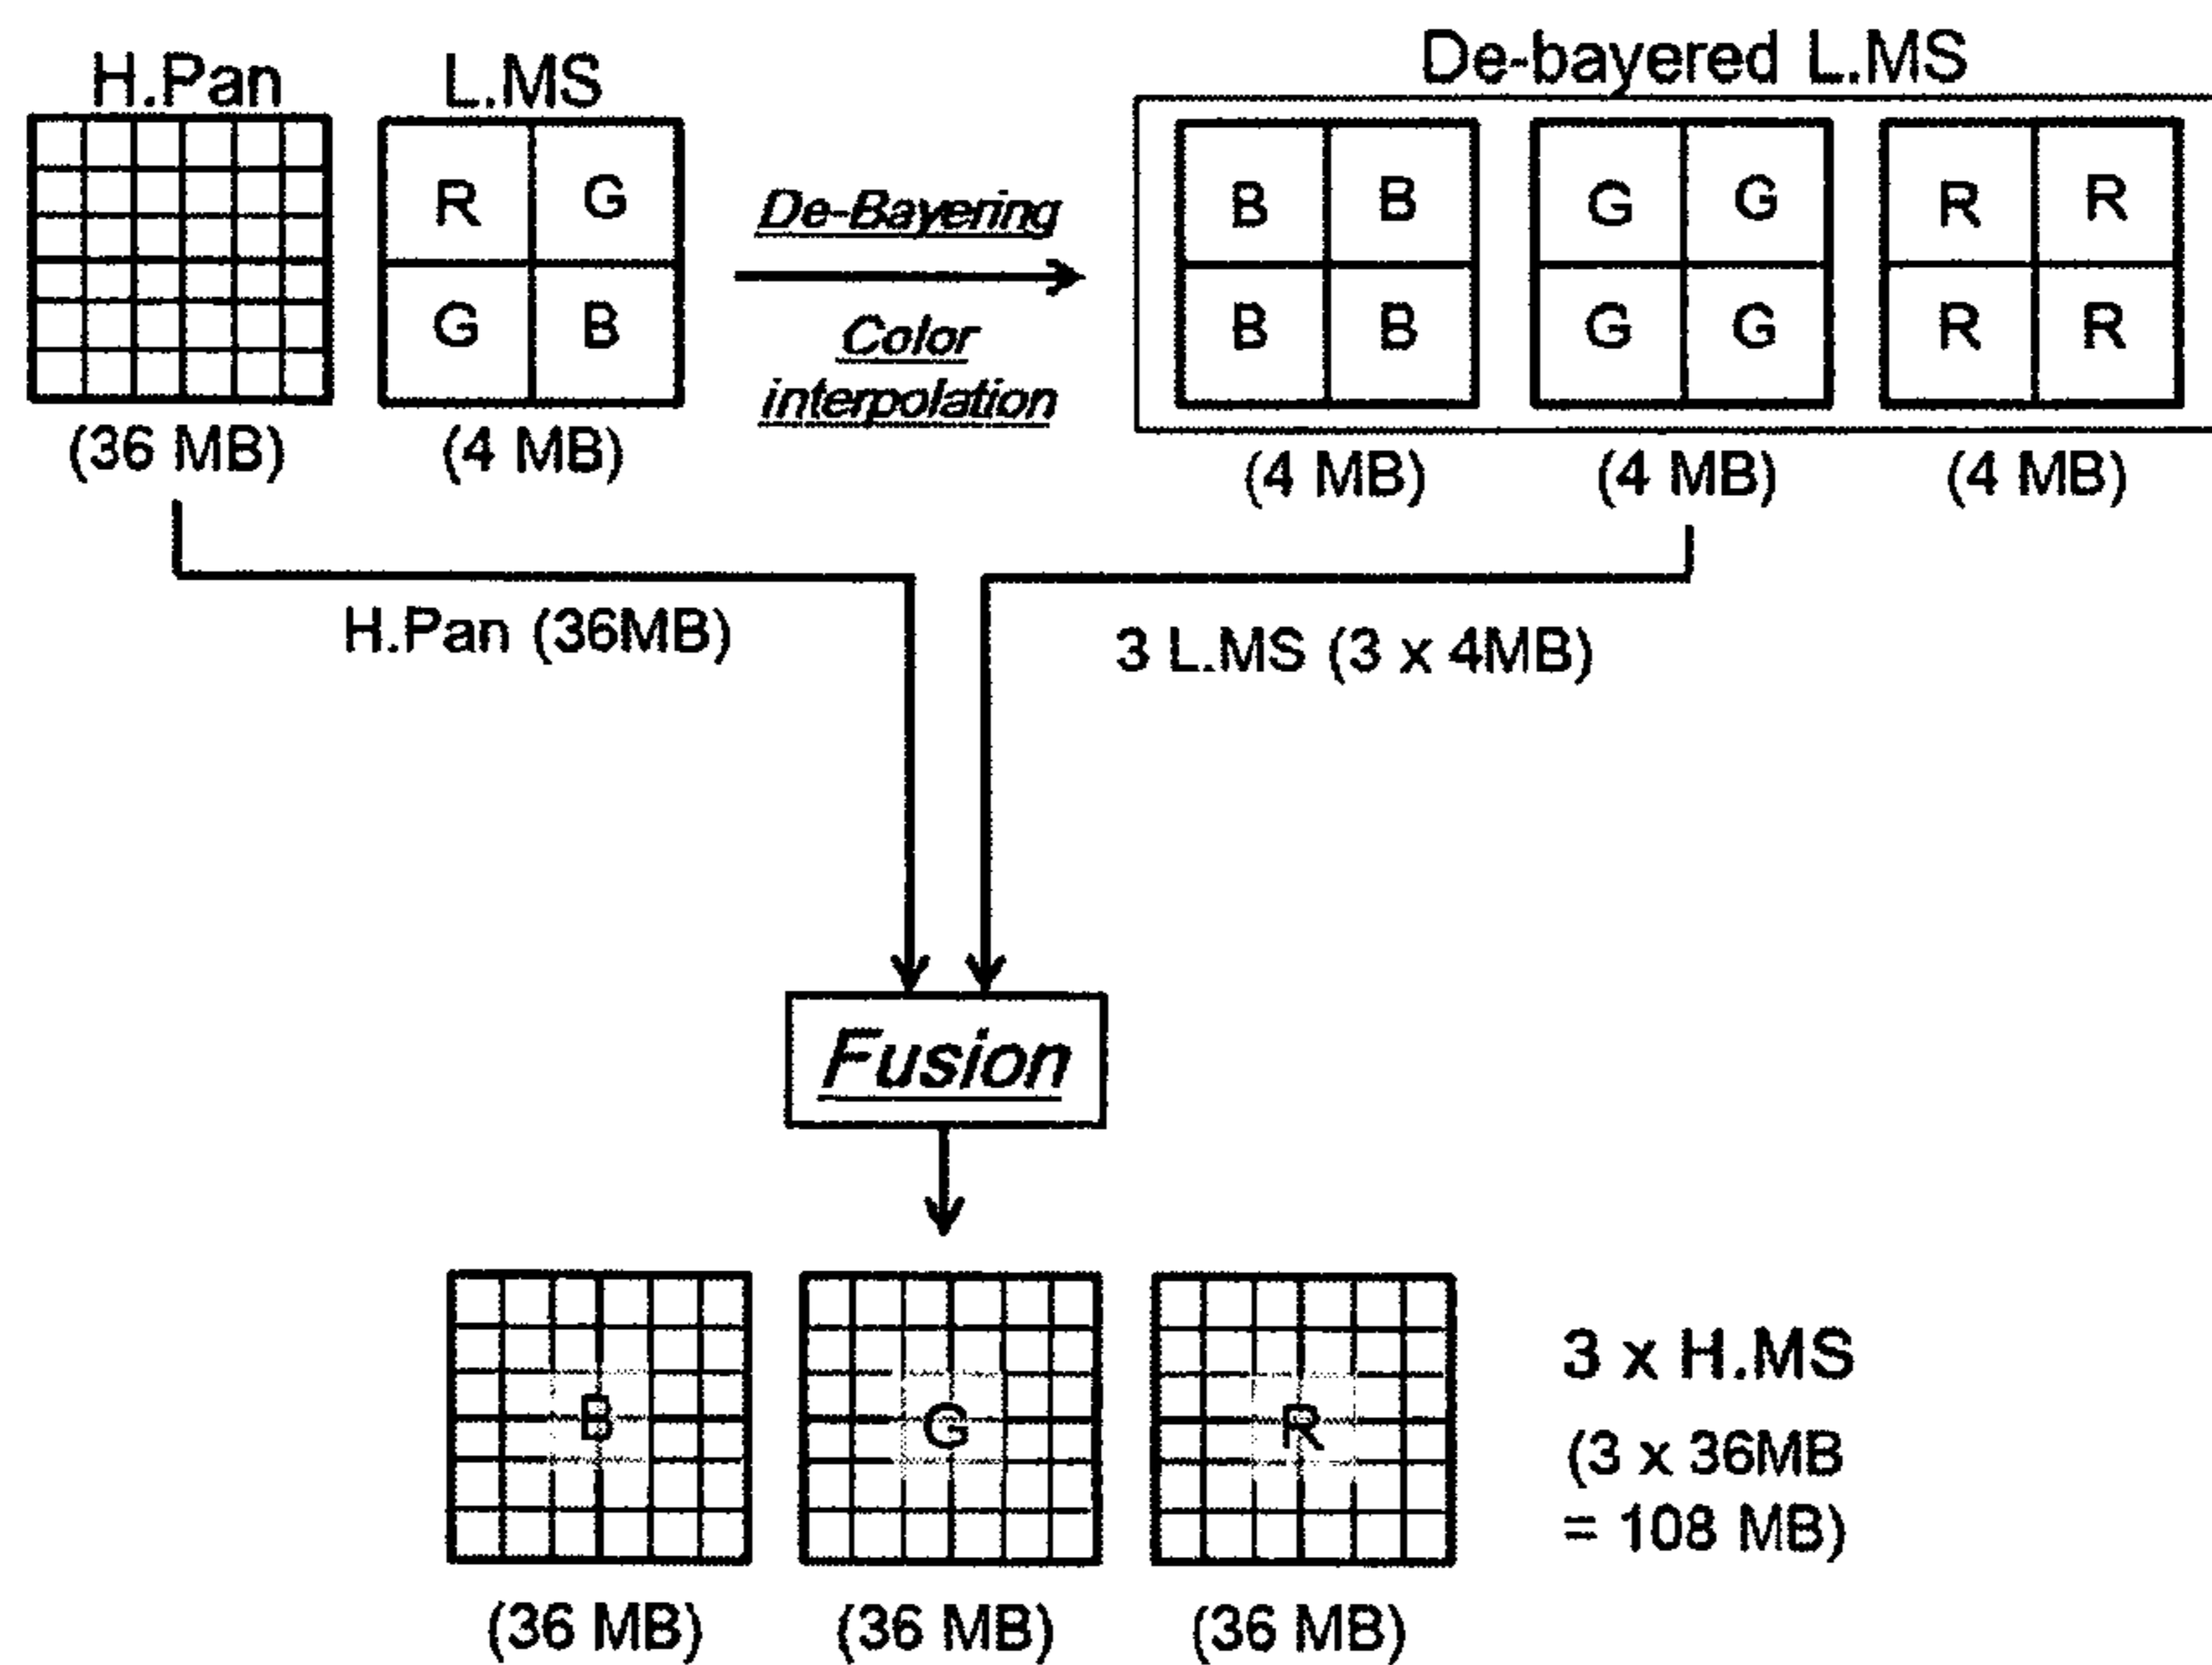 H.Pan
L.MS
De-bayered L.MS
R G
G B
De-Bayering
Color
interpolation
B B
B B
G G
G G
R R
R R
(36 MB)
(4 MB)
(4 MB)
(4 MB)
(4 MB)
H.Pan (36MB)
3 L.MS (3 x 4MB)
Fusion
B
G
R
3 x H.MS
(3 x 36MB
= 108 MB)
(36 MB)
(36 MB)
(36 MB)